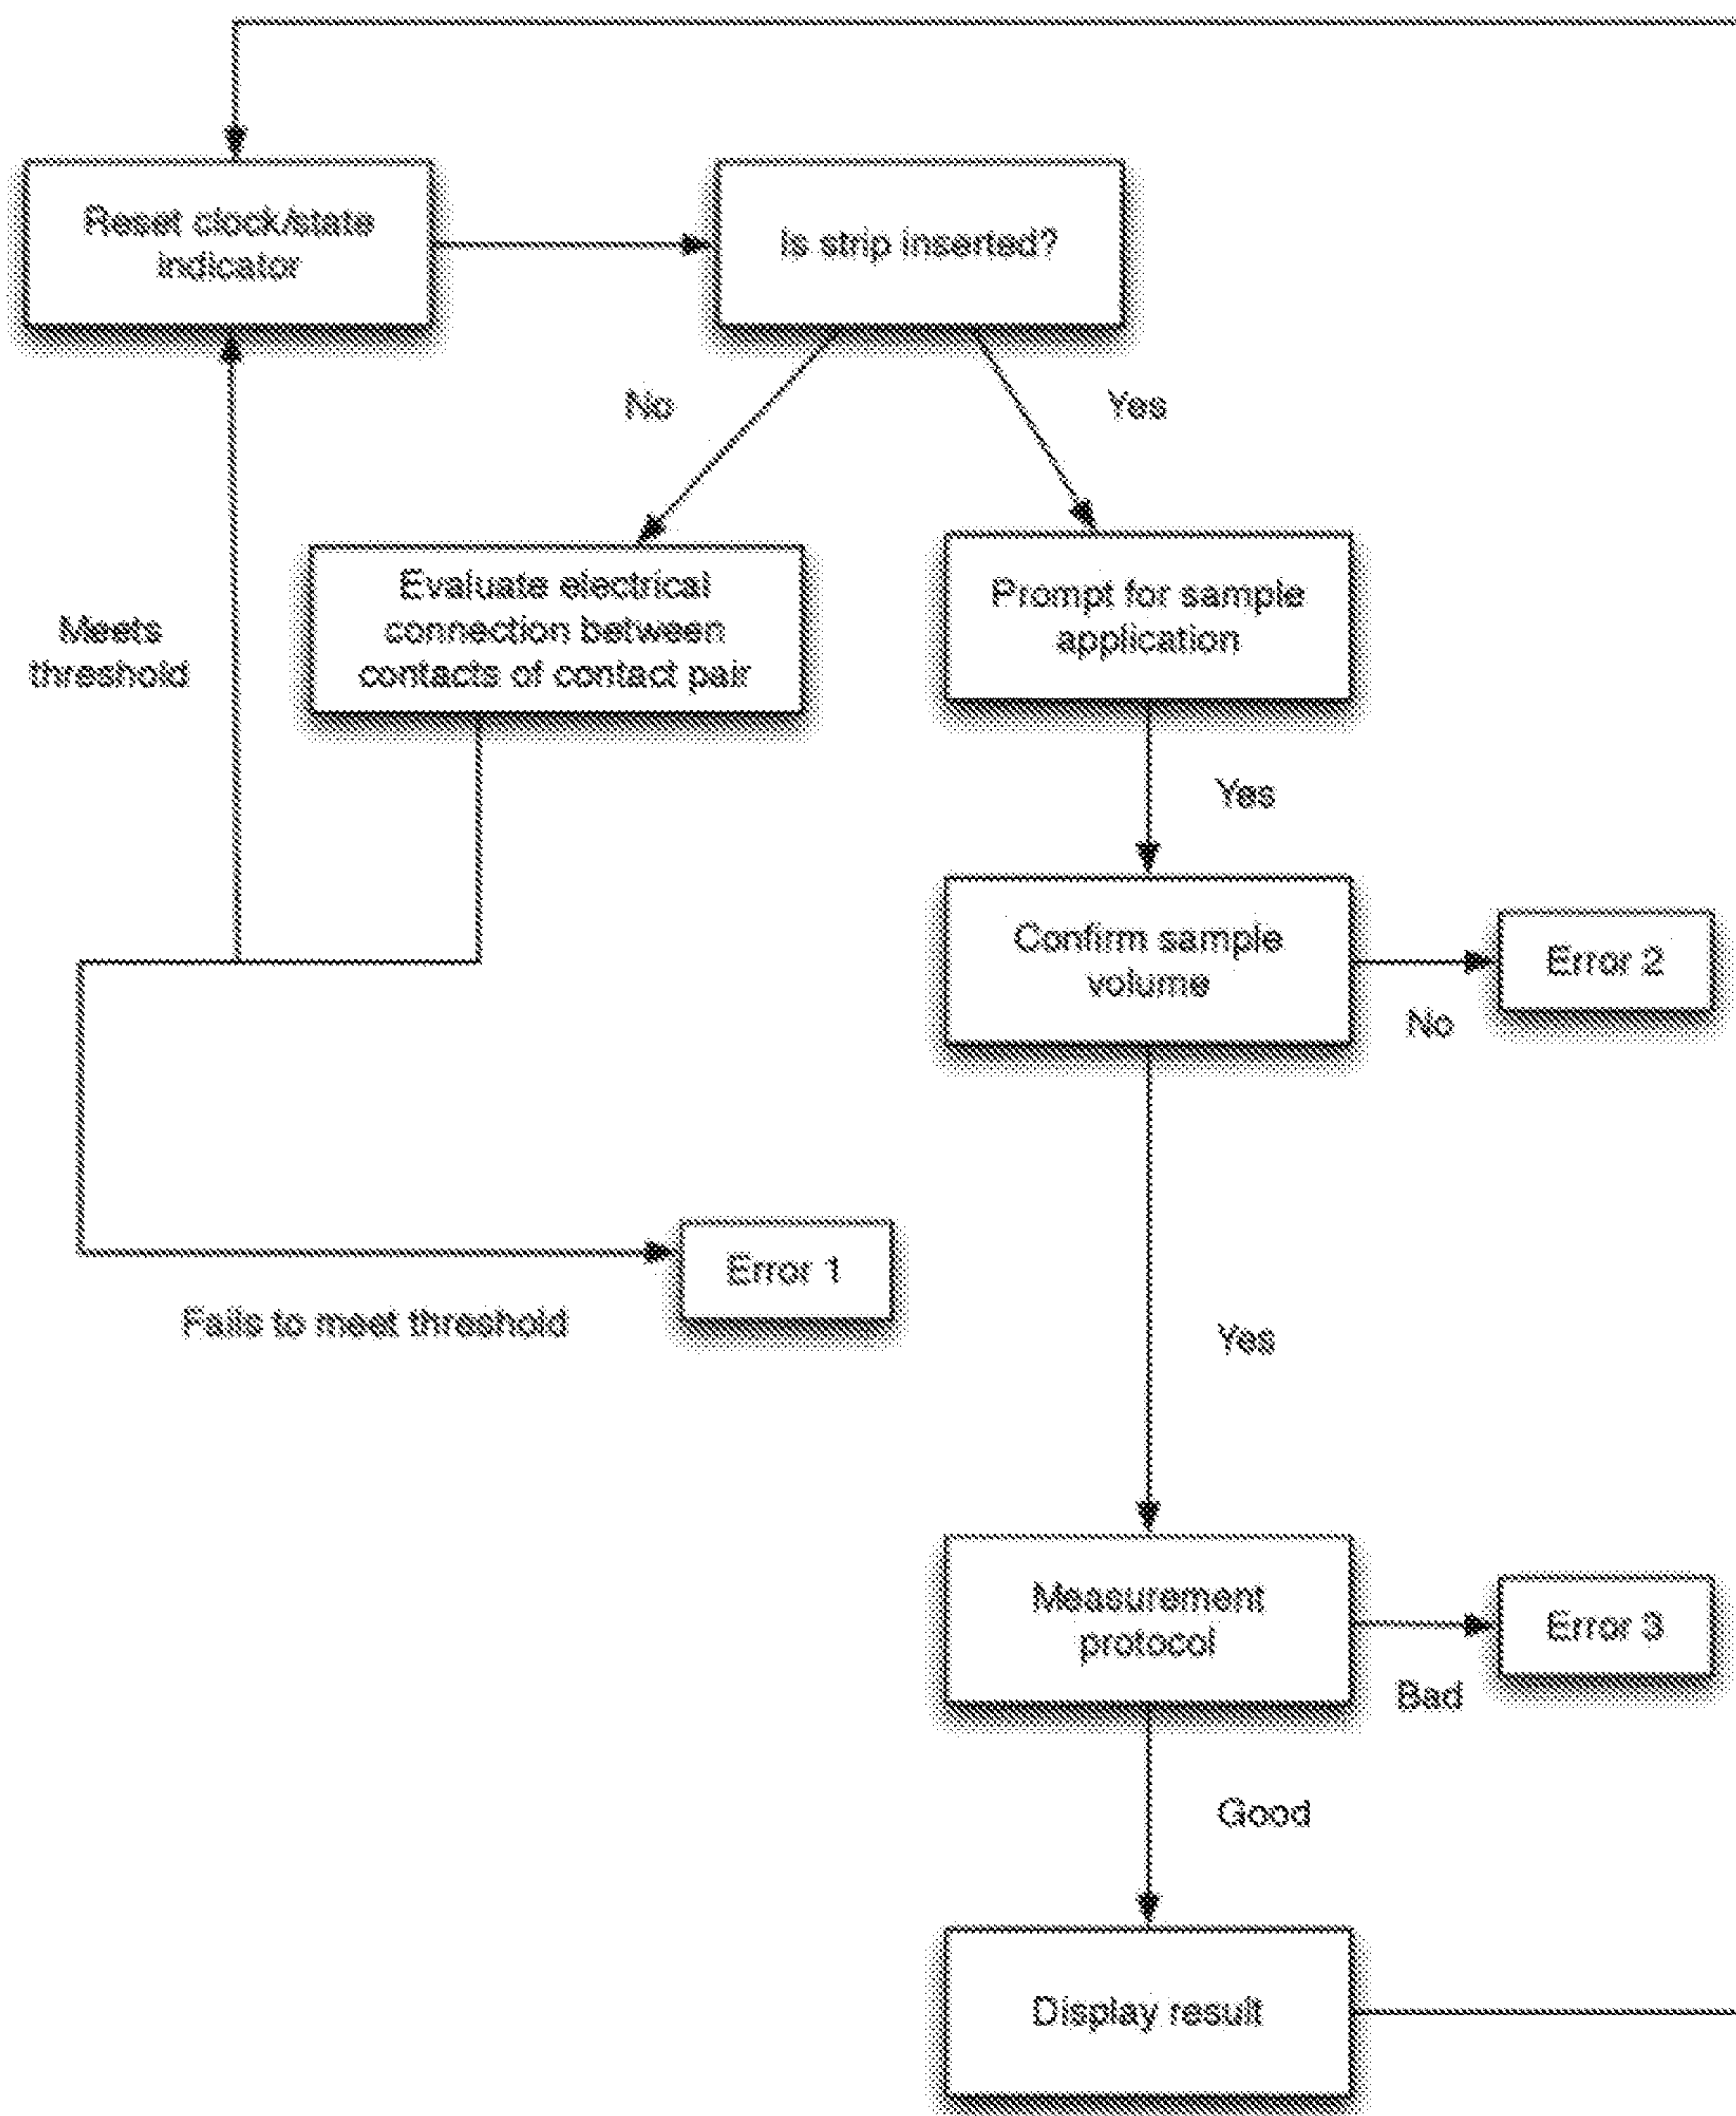 Reset clock/state
indicator
Is strip inserted?
No
Yes
Evaluate electrical
connection between
contacts of contact pair
Prompt for sample
application
Meets
threshold
Yes
Confirm sample
volume
Error 2
No
Error 1
Fails to meet threshold
Yes
Measurement
protocol
Error 3
Bad
Good
Display result